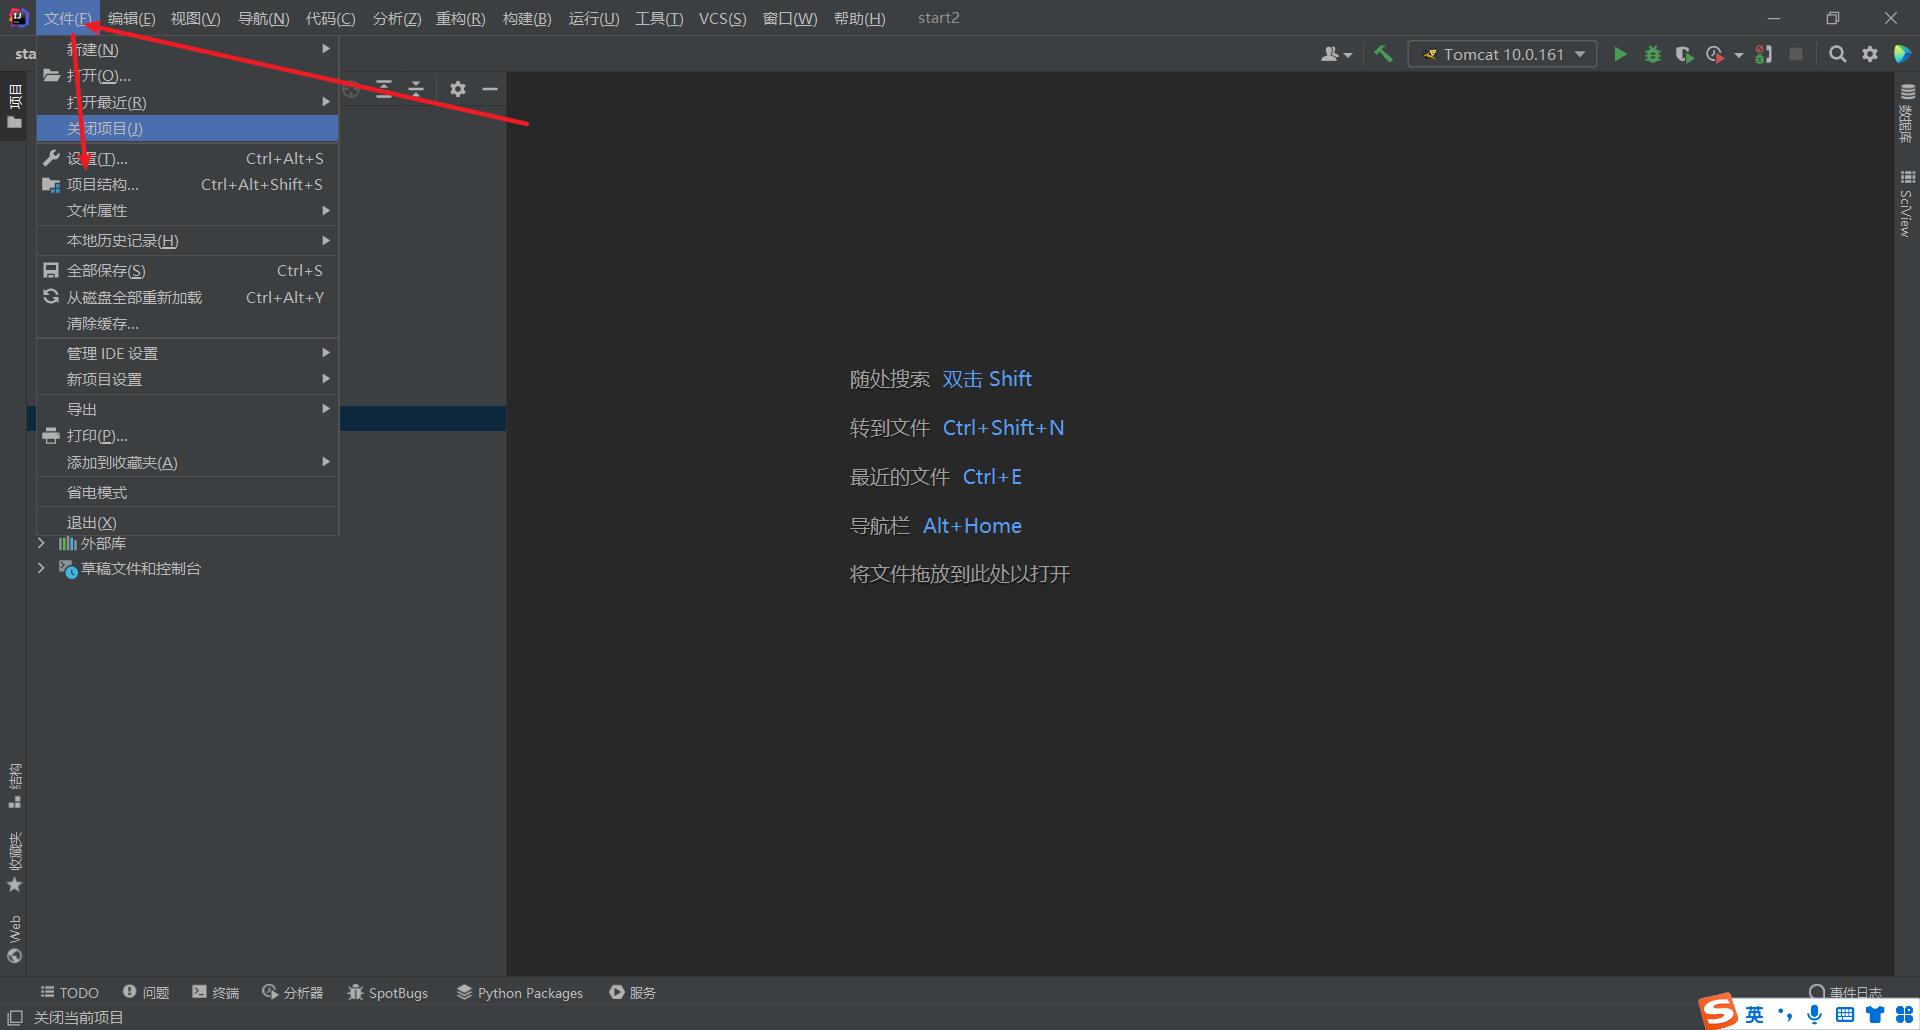 文件(F) 编辑(E) 视图(V) 导航(N) 代码(C) 分析(Z) 重构(R) 构建(B) 运行(U) 工具(T) VCS(S) 窗口(W) 帮助(H) start2
sta
Tomcat 10.0.161
新建(N)
打开(O)...
打开最近(R)
关闭项目(J)
设置(T)... Ctrl+Alt+S
项目结构... Ctrl+Alt+Shift+S
文件属性
本地历史记录(H)
全部保存(S) Ctrl+S
从磁盘全部重新加载 Ctrl+Alt+Y
清除缓存...
管理 IDE 设置
新项目设置
导出
打印(P)...
添加到收藏夹(A)
省电模式
退出(X)
外部库
草稿文件和控制台
项目
结构
收藏夹
Web
随处搜索 双击 Shift
转到文件 Ctrl+Shift+N
最近的文件 Ctrl+E
导航栏 Alt+Home
将文件拖放到此处以打开
数据库
SciView
TODO 问题 终端 分析器 SpotBugs Python Packages 服务 事件日志
关闭当前项目
英